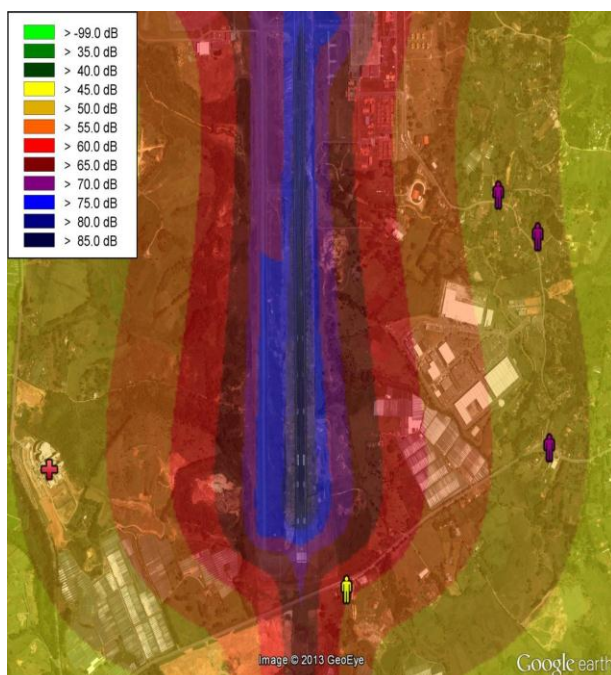 > -99.0 dB
> 35.0 dB
> 40.0 dB
> 45.0 dB
> 50.0 dB
> 55.0 dB
> 60.0 dB
> 65.0 dB
> 70.0 dB
> 75.0 dB
> 80.0 dB
> 85.0 dB
Image © 2013 GeoEye
Google earth